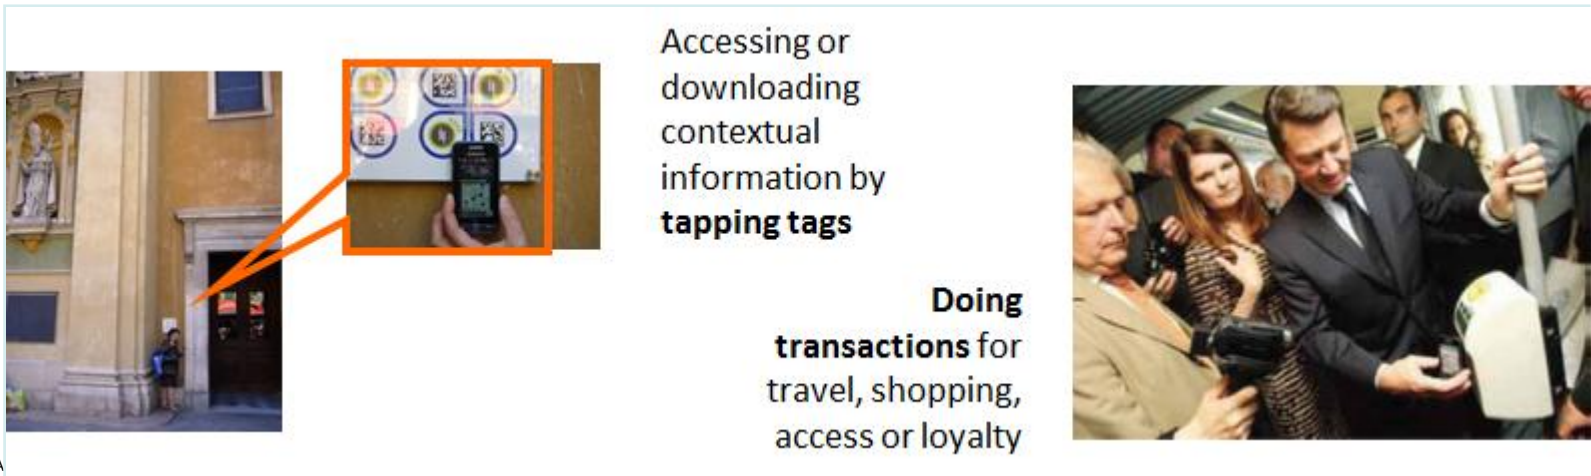 Accessing or
downloading
contextual
information by
tapping tags
Doing
transactions for
travel, shopping,
access or loyalty